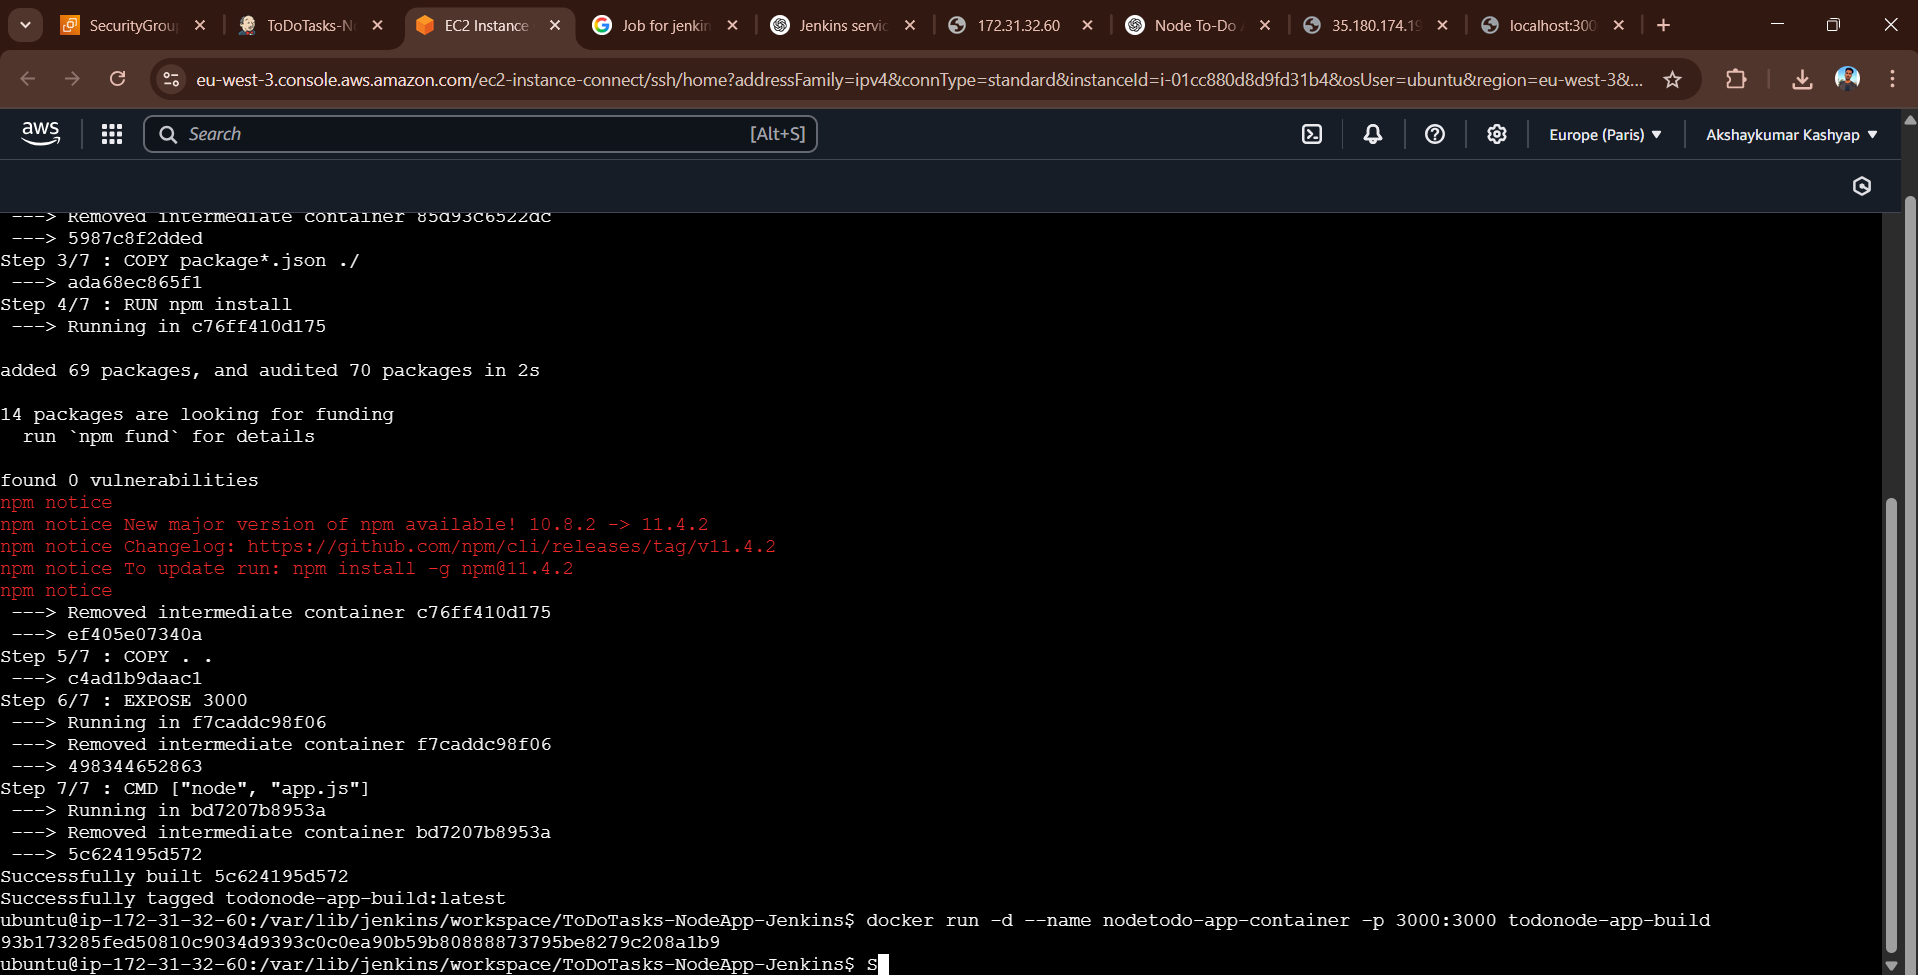 SecurityGroup
ToDoTasks-No
EC2 Instance
Job for jenkin
Jenkins servic
172.31.32.60
Node To-Do A
35.180.174.19
localhost:300
eu-west-3.console.aws.amazon.com/ec2-instance-connect/ssh/home?addressFamily=ipv4&connType=standard&instanceId=i-01cc880d8d9fd31b4&osUser=ubuntu&region=eu-west-3&...
aws
Search
[Alt+S]
Europe (Paris)
Akshaykumar Kashyap
---> Removed intermediate container 85d93c6522dc
---> 5987c8f2dded
Step 3/7 : COPY package*.json ./
---> ada68ec865f1
Step 4/7 : RUN npm install
---> Running in c76ff410d175
added 69 packages, and audited 70 packages in 2s
14 packages are looking for funding
run `npm fund` for details
found 0 vulnerabilities
npm notice
npm notice New major version of npm available! 10.8.2 -> 11.4.2
npm notice Changelog: https://github.com/npm/cli/releases/tag/v11.4.2
npm notice To update run: npm install -g npm@11.4.2
npm notice
---> Removed intermediate container c76ff410d175
---> ef405e07340a
Step 5/7 : COPY . .
---> c4ad1b9daac1
Step 6/7 : EXPOSE 3000
---> Running in f7caddc98f06
---> Removed intermediate container f7caddc98f06
---> 498344652863
Step 7/7 : CMD ["node", "app.js"]
---> Running in bd7207b8953a
---> Removed intermediate container bd7207b8953a
---> 5c624195d572
Successfully built 5c624195d572
Successfully tagged todonode-app-build:latest
ubuntu@ip-172-31-32-60:/var/lib/jenkins/workspace/ToDoTasks-NodeApp-Jenkins$ docker run -d --name nodetodo-app-container -p 3000:3000 todonode-app-build
93b173285fed50810c9034d9393c0c0ea90b59b80888873795be8279c208a1b9
ubuntu@ip-172-31-32-60:/var/lib/jenkins/workspace/ToDoTasks-NodeApp-Jenkins$ S